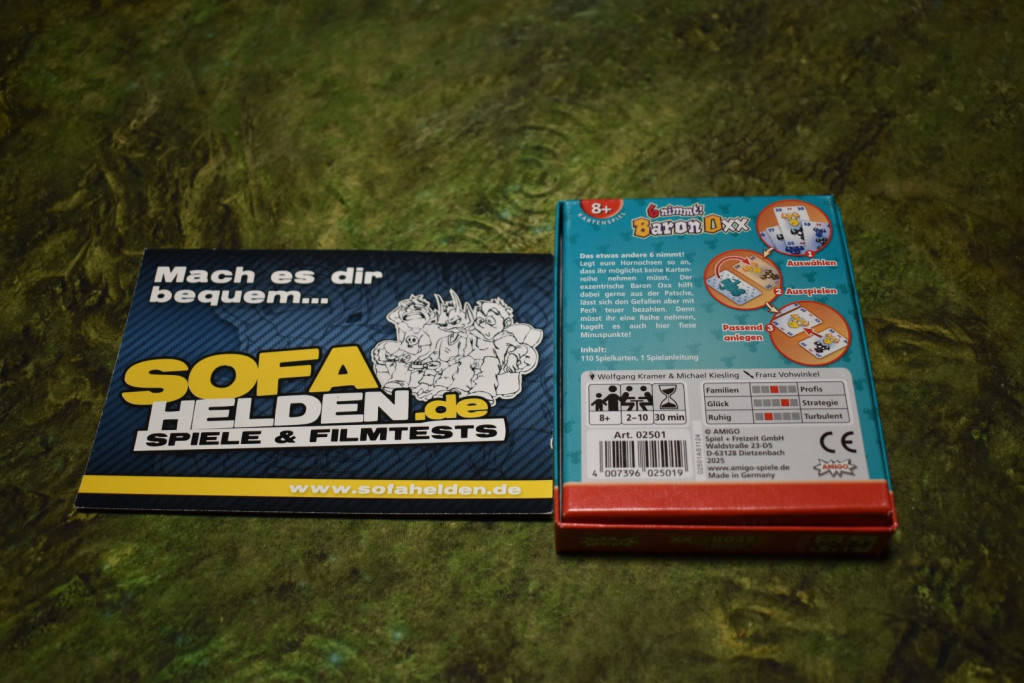 Mach es dir
bequem...
SOFA
HELDEN.de
SPIELE & FILMTESTS
www.sofahelden.de
8+
KARTENSPIEL
6 nimmt!
Baron Oxx
Das etwas andere 6 nimmt!
Legt eure Hornochsen so an,
dass ihr möglichst keine Karten-
reihe nehmen müsst. Der
exzentrische Baron Oxx hilft
dabei gerne aus der Patsche,
lässt sich den Gefallen aber mit
Pech teuer bezahlen. Denn
müsst ihr eine Reihe nehmen,
hagelt es auch hier fiese
Minuspunkte!
Inhalt:
110 Spielkarten, 1 Spielanleitung
1
Auswählen
2 Ausspielen
Passend 3
anlegen
Wolfgang Kramer & Michael Kiesling Franz Vohwinkel
8+ 2–10 30 min
Familien Profis
Glück Strategie
Ruhig Turbulent
Art. 02501
4 007396 025019
© AMIGO
Spiel + Freizeit GmbH
Waldstraße 23-D5
D-63128 Dietzenbach
2025
www.amigo-spiele.de
Made in Germany
CE
AMIGO